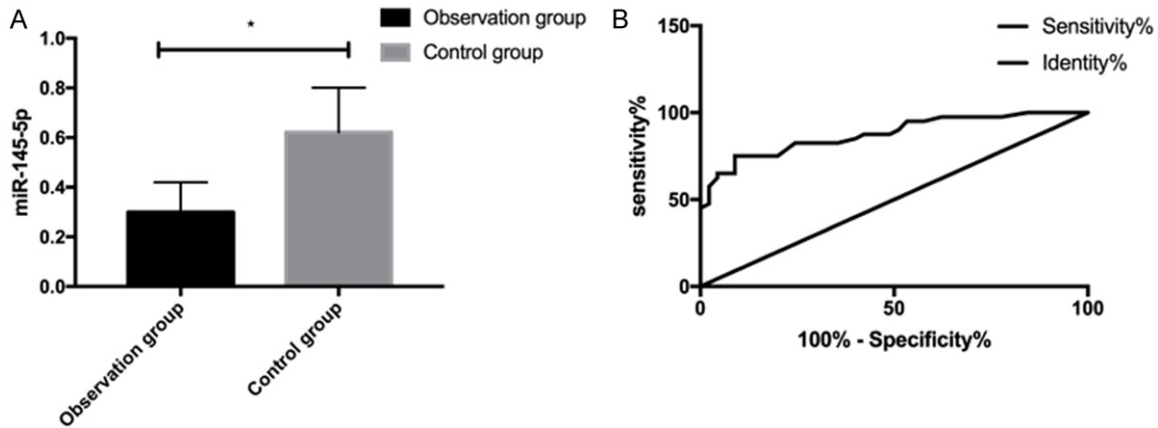 A
Observation group
Control group
*
miR-145-5p
1.0
0.8
0.6
0.4
0.2
0.0
Observation group
Control group
B
Sensitivity%
Identity%
sensitivity%
150
100
50
0
0
50
100
100% - Specificity%